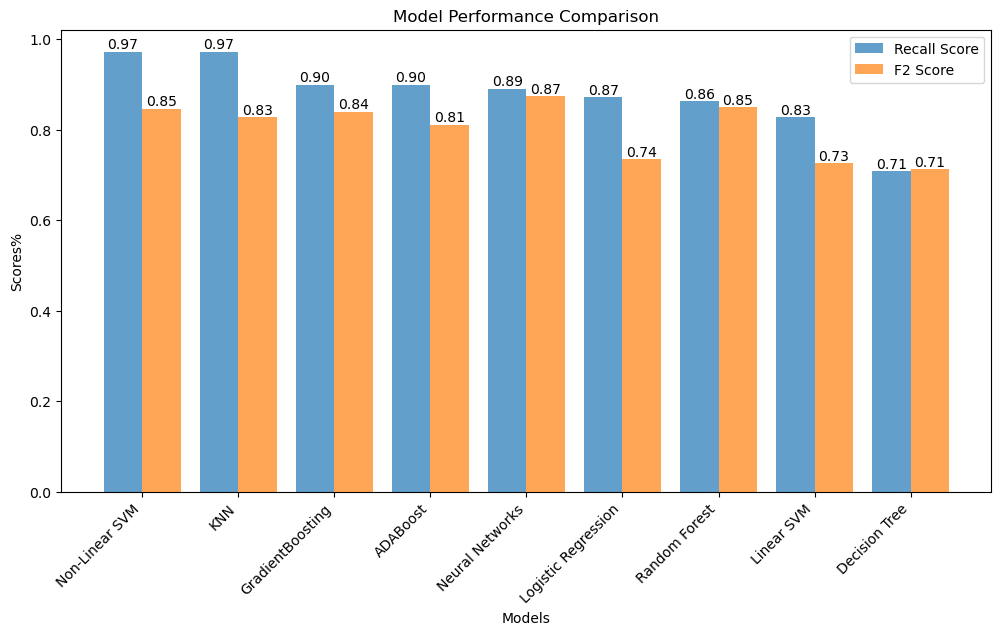 Model Performance Comparison
Recall Score
F2 Score
Scores%
1.0
0.8
0.6
0.4
0.2
0.0
0.97
0.85
0.97
0.83
0.90
0.84
0.90
0.81
0.89
0.87
0.87
0.74
0.86
0.85
0.83
0.73
0.71
0.71
Non-Linear SVM
KNN
GradientBoosting
ADABoost
Neural Networks
Logistic Regression
Random Forest
Linear SVM
Decision Tree
Models